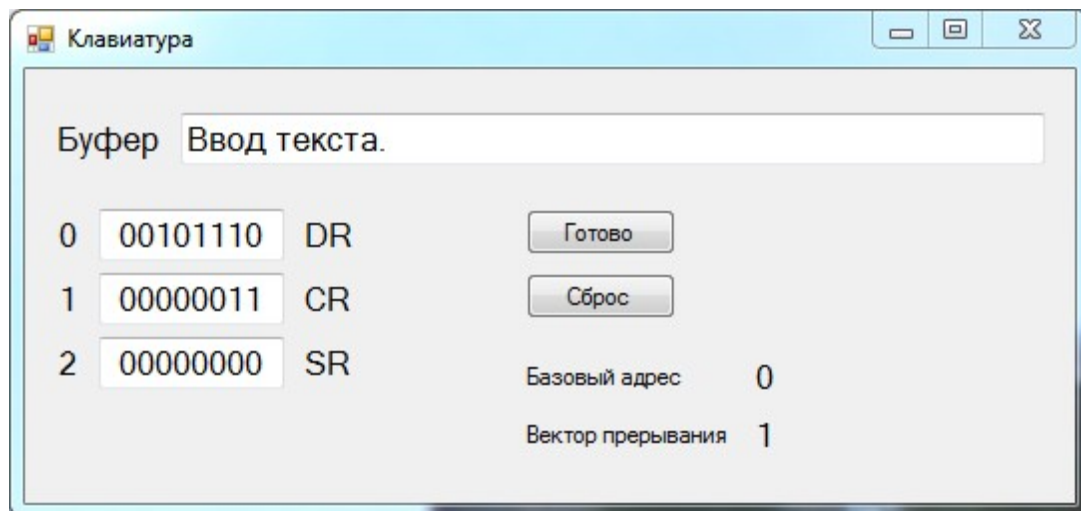 Клавиатура
Буфер Ввод текста.
0 00101110 DR Готово
1 00000011 CR Сброс
2 00000000 SR
Базовый адрес 0
Вектор прерывания 1